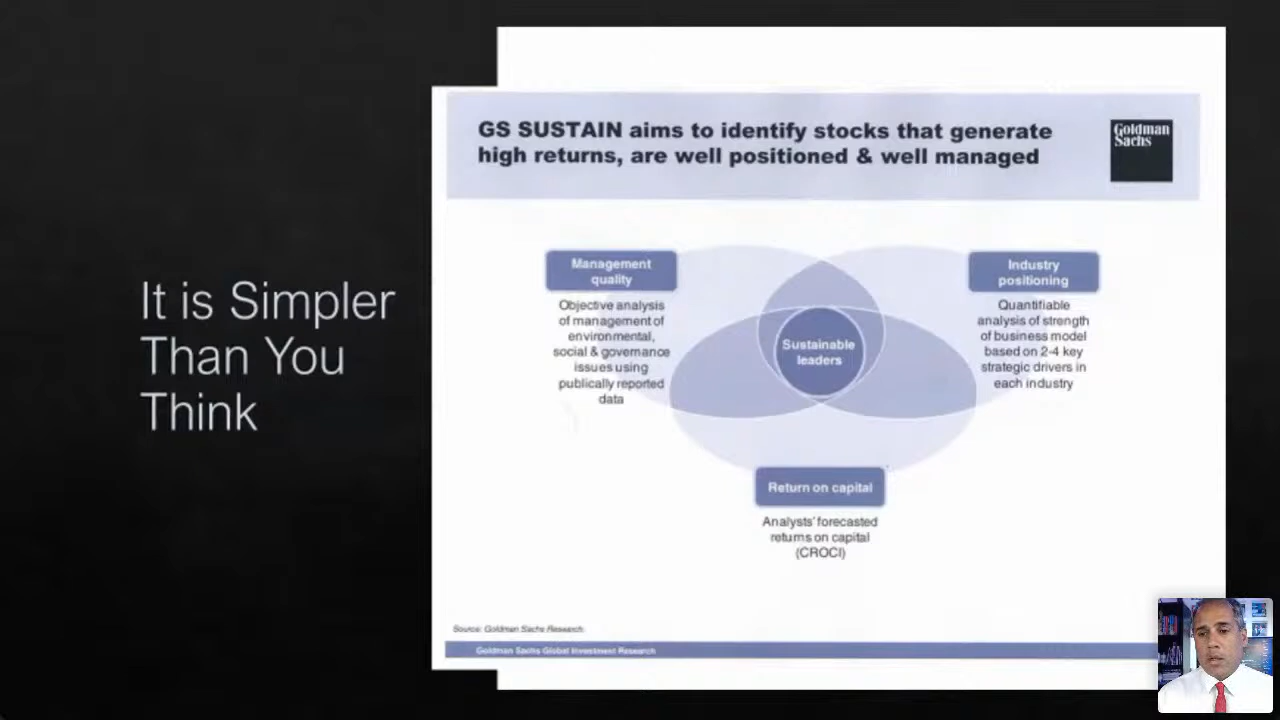 It is Simpler
Than You
Think
GS SUSTAIN aims to identify stocks that generate
high returns, are well positioned & well managed
Goldman
Sachs
Management
quality
Objective analysis
of management of
environmental,
social & governance
issues using
publically reported
data
Sustainable
leaders
Industry
positioning
Quantifiable
analysis of strength
of business model
based on 2-4 key
strategic drivers in
each industry
Return on capital
Analysts' forecasted
returns on capital
(CROCI)
Source: Goldman Sachs Research.
Goldman Sachs Global Investment Research